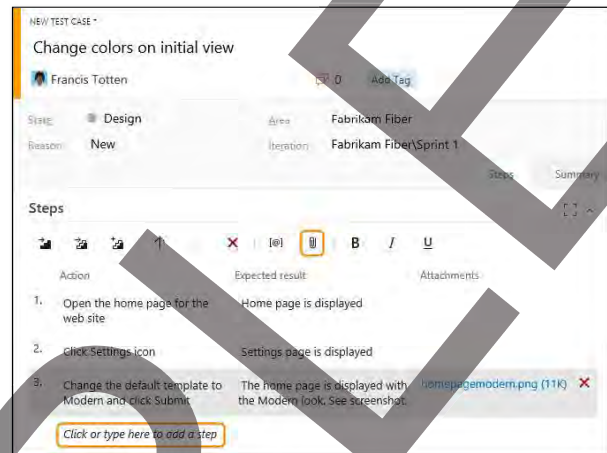 NEW TEST CASE *
Change colors on initial view
Francis Totten
0 Add Tag
State Design Area Fabrikam Fiber
Reason New Iteration Fabrikam Fiber\Sprint 1
Steps Summary
Steps
[@] B I U
Action Expected result Attachments
1. Open the home page for the Home page is displayed
web site
2. Click Settings icon Settings page is displayed
3. Change the default template to The home page is displayed with homepagemodern.png (11K)
Modern and click Submit the Modern look. See screenshot.
Click or type here to add a step